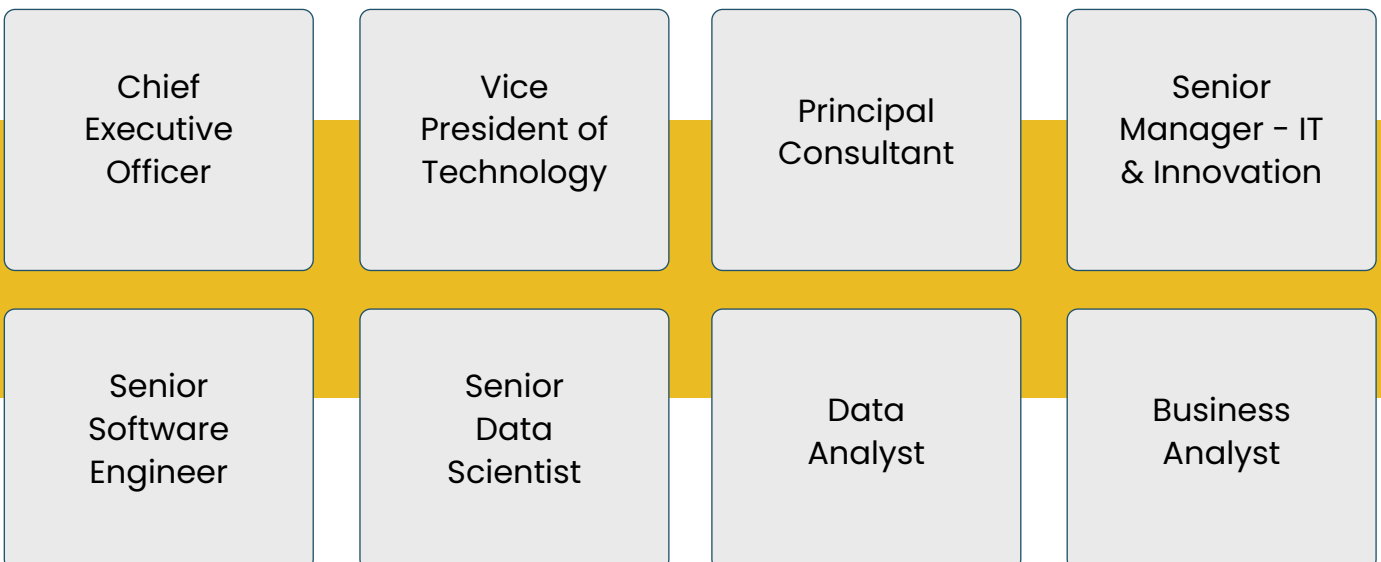 Chief
Executive
Officer
Vice
President of
Technology
Principal
Consultant
Senior
Manager - IT
& Innovation
Senior
Software
Engineer
Senior
Data
Scientist
Data
Analyst
Business
Analyst